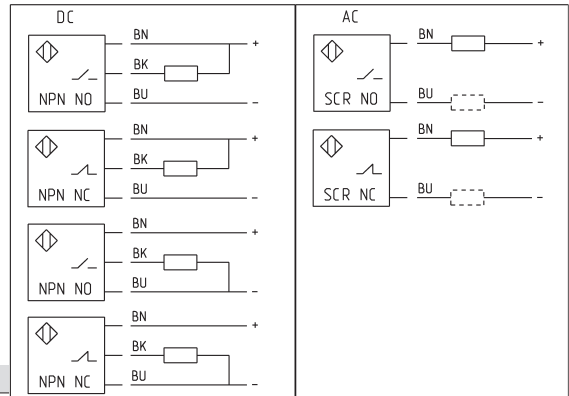 DC
BN
+
BK
NPN NO
BU
-
BN
+
BK
NPN NC
BU
-
BN
+
BK
NPN NO
BU
-
BN
+
BK
NPN NC
BU
-
AC
BN
+
SCR NO
BU
-
BN
+
SCR NC
BU
-